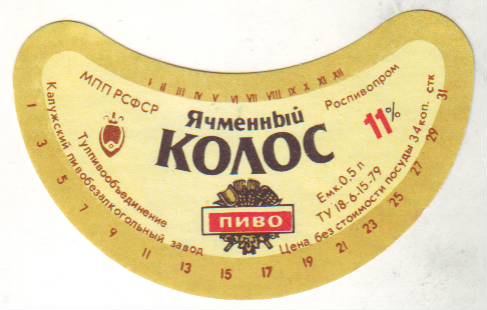 I II III IV V VI VII VIII IX X XI XII
МПП РСФСР
Роспивопром
Ячменный
КОЛОС
11%
ПИВО
Тулпивообъединение
Калужский пивобезалкогольный завод
Емк. 0,5 л
ТУ 18-6-15-79
Цена без стоимости посуды 34 коп. стк
1 3 5 7 9 11 13 15 17 19 21 23 25 27 29 31